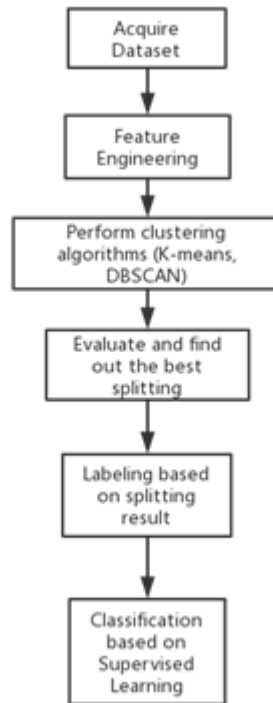 Acquire
Dataset
Feature
Engineering
Perform clustering
algorithms (K-means,
DBSCAN)
Evaluate and find
out the best
splitting
Labeling based
on splitting
result
Classification
based on
Supervised
Learning